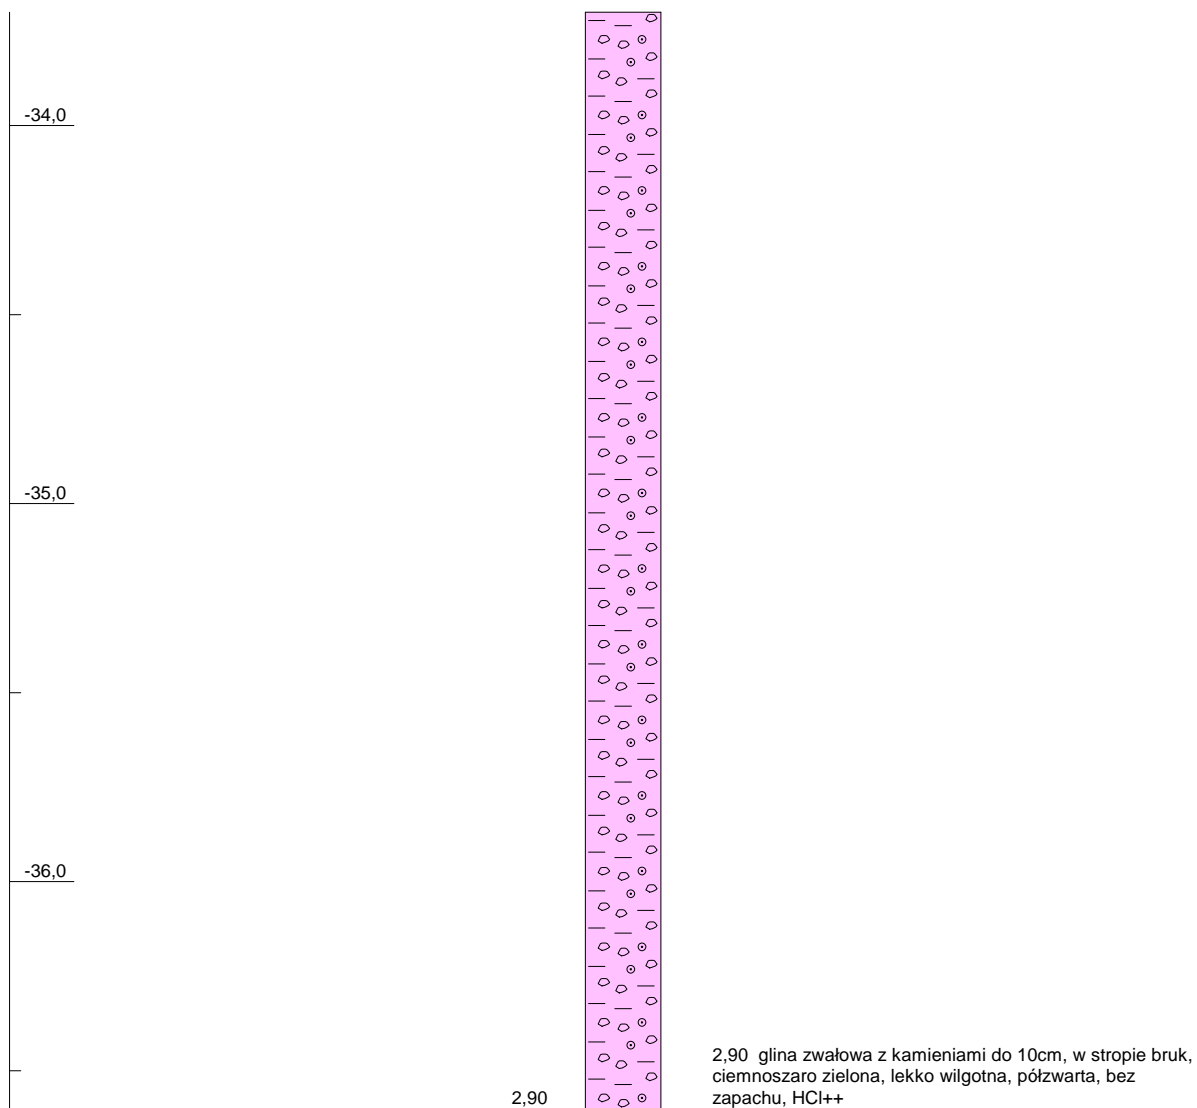 -34,0
-35,0
-36,0
2,90
2,90 glina zwałowa z kamieniami do 10cm, w stropie bruk,
ciemnoszaro zielona, lekko wilgotna, półzwarta, bez
zapachu, HCl++